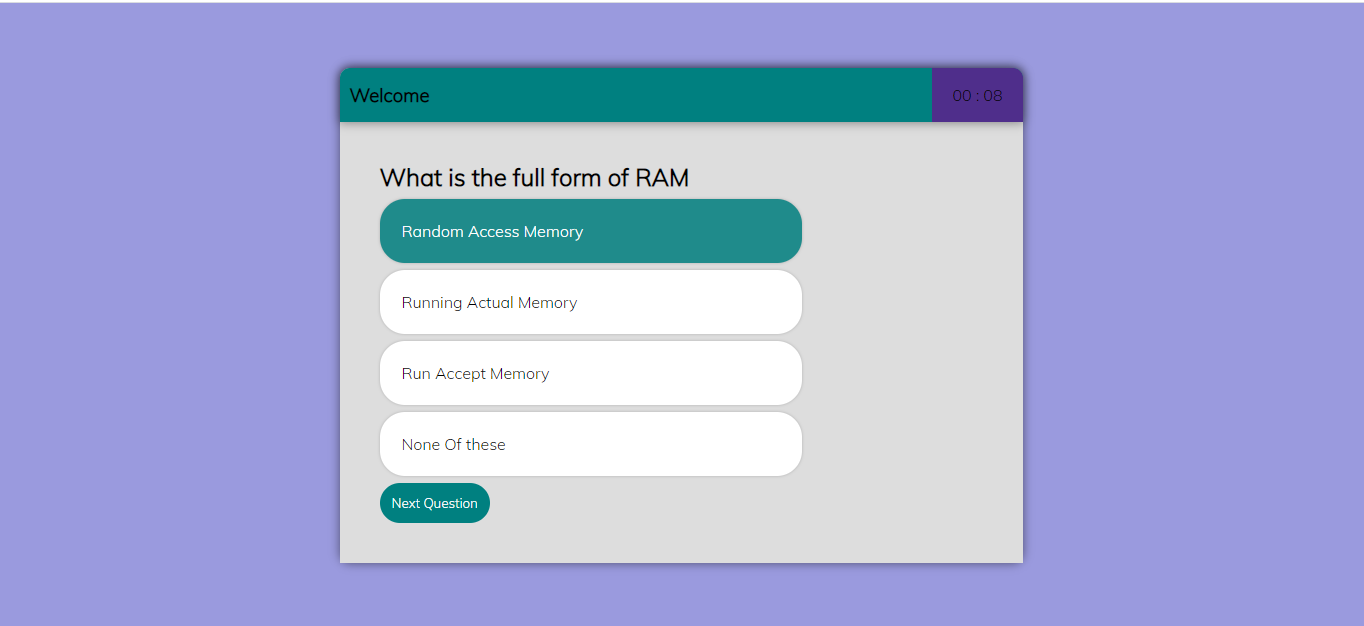 Welcome
00 : 08
What is the full form of RAM
Random Access Memory
Running Actual Memory
Run Accept Memory
None Of these
Next Question